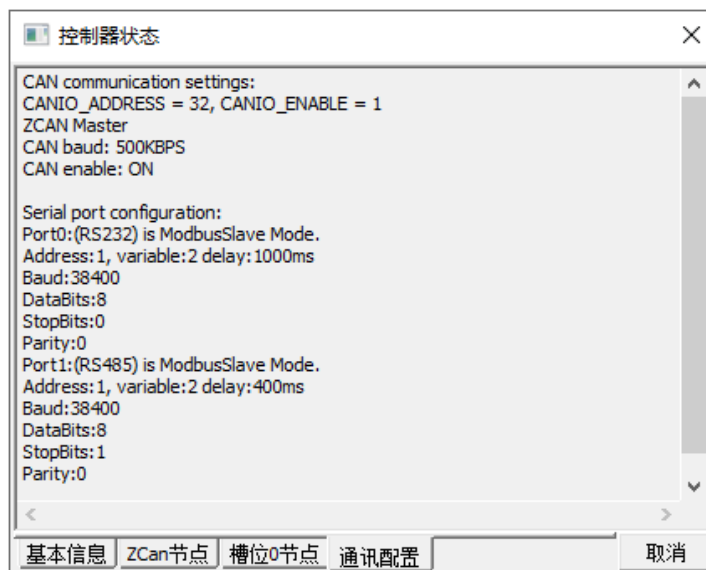 控制器状态
CAN communication settings:
CANIO_ADDRESS = 32, CANIO_ENABLE = 1
ZCAN Master
CAN baud: 500KBPS
CAN enable: ON
Serial port configuration:
Port0:(RS232) is ModbusSlave Mode.
Address:1, variable:2 delay:1000ms
Baud:38400
DataBits:8
StopBits:0
Parity:0
Port1:(RS485) is ModbusSlave Mode.
Address:1, variable:2 delay:400ms
Baud:38400
DataBits:8
StopBits:1
Parity:0
基本信息 ZCan节点 槽位0节点 通讯配置 取消